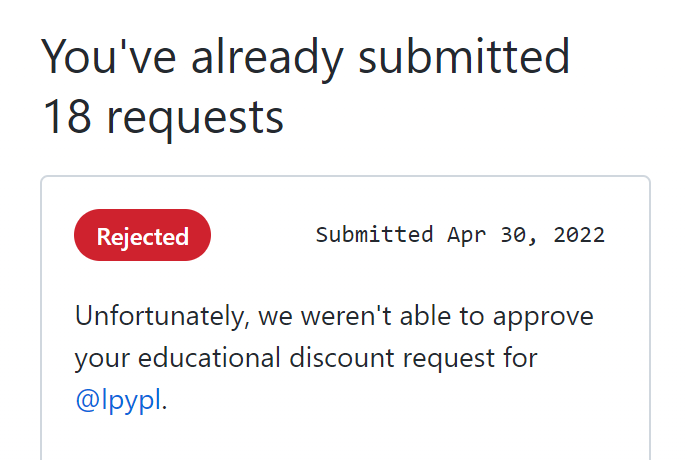 You've already submitted
18 requests
Rejected
Submitted Apr 30, 2022
Unfortunately, we weren't able to approve
your educational discount request for
@lpypl.